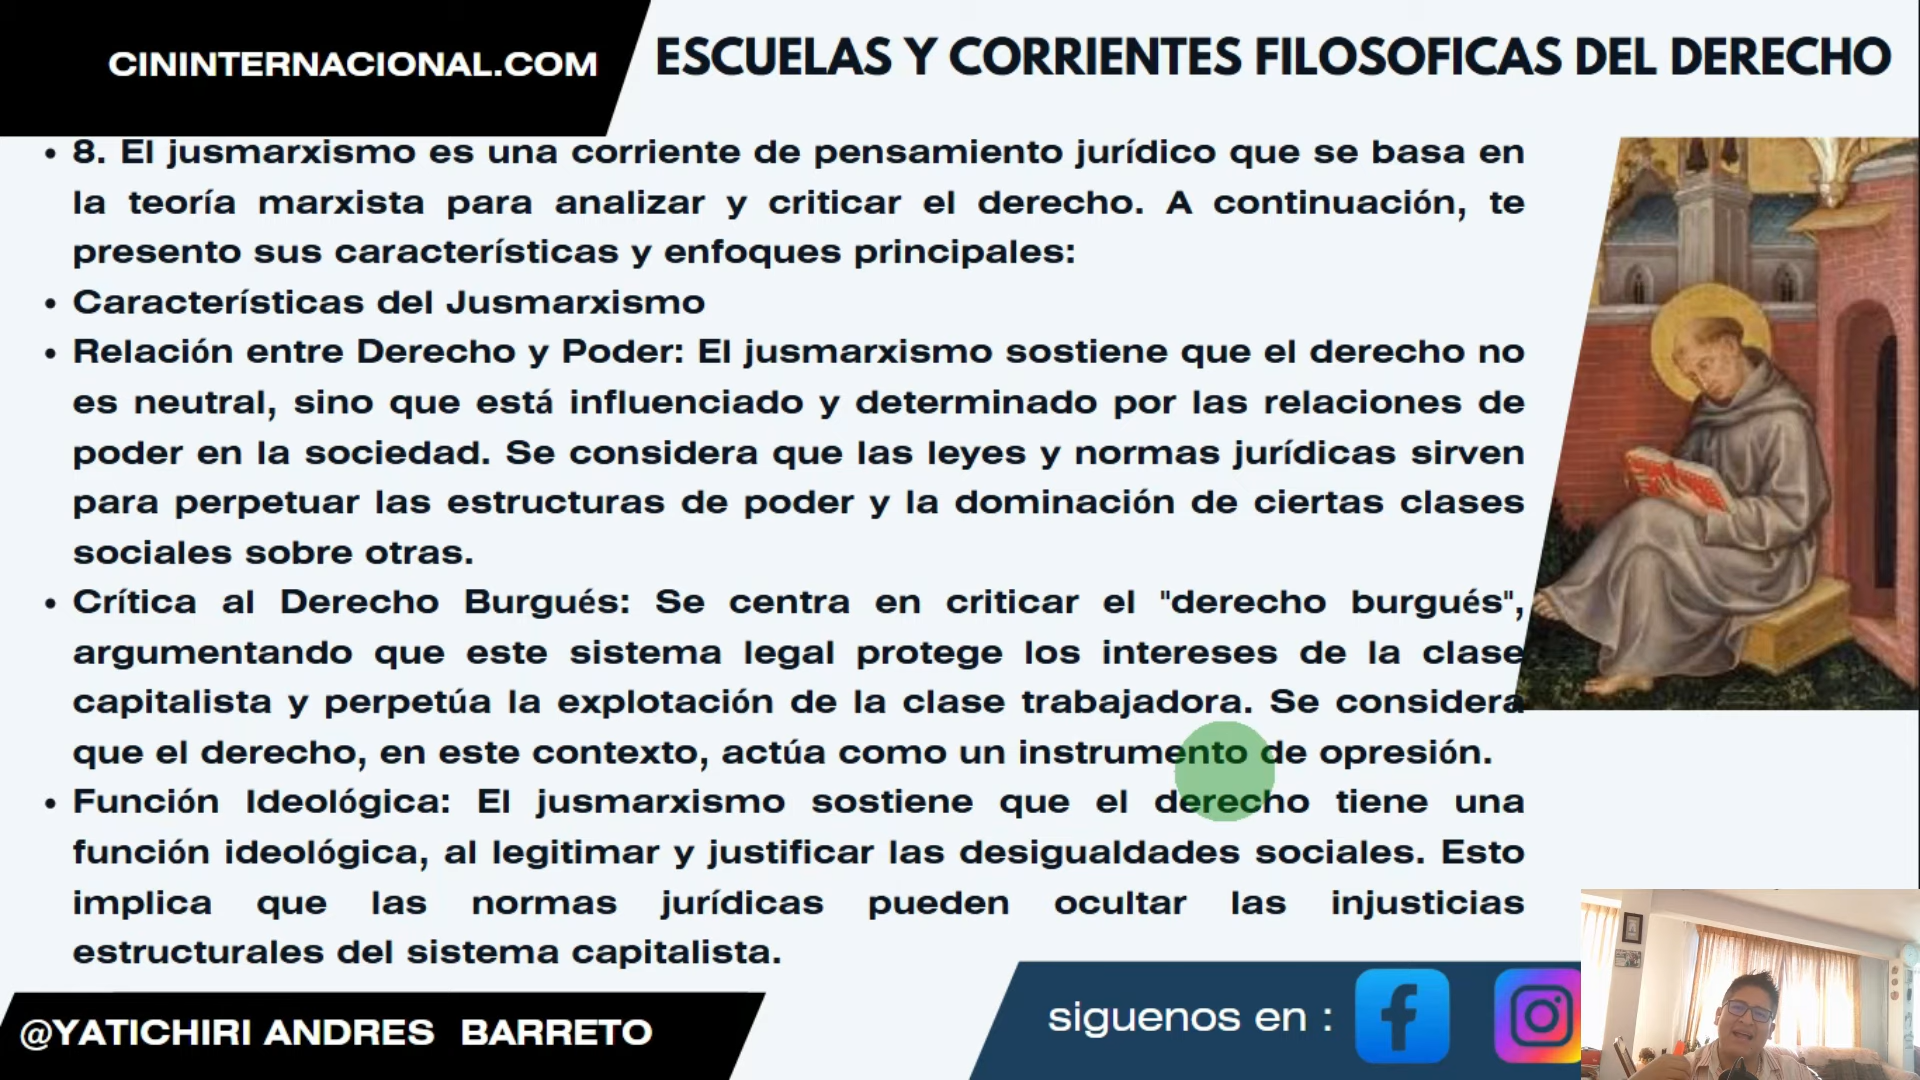 CININTERNACIONAL.COM
ESCUELAS Y CORRIENTES FILOSOFICAS DEL DERECHO
• 8. El jusmarxismo es una corriente de pensamiento jurídico que se basa en
la teoría marxista para analizar y criticar el derecho. A continuación, te
presento sus características y enfoques principales:
• Características del Jusmarxismo
• Relación entre Derecho y Poder: El jusmarxismo sostiene que el derecho no
es neutral, sino que está influenciado y determinado por las relaciones de
poder en la sociedad. Se considera que las leyes y normas jurídicas sirven
para perpetuar las estructuras de poder y la dominación de ciertas clases
sociales sobre otras.
• Crítica al Derecho Burgués: Se centra en criticar el "derecho burgués",
argumentando que este sistema legal protege los intereses de la clase
capitalista y perpetúa la explotación de la clase trabajadora. Se considera
que el derecho, en este contexto, actúa como un instrumento de opresión.
• Función Ideológica: El jusmarxismo sostiene que el derecho tiene una
función ideológica, al legitimar y justificar las desigualdades sociales. Esto
implica que las normas jurídicas pueden ocultar las injusticias
estructurales del sistema capitalista.
@YATICHIRI ANDRES BARRETO
siguenos en :